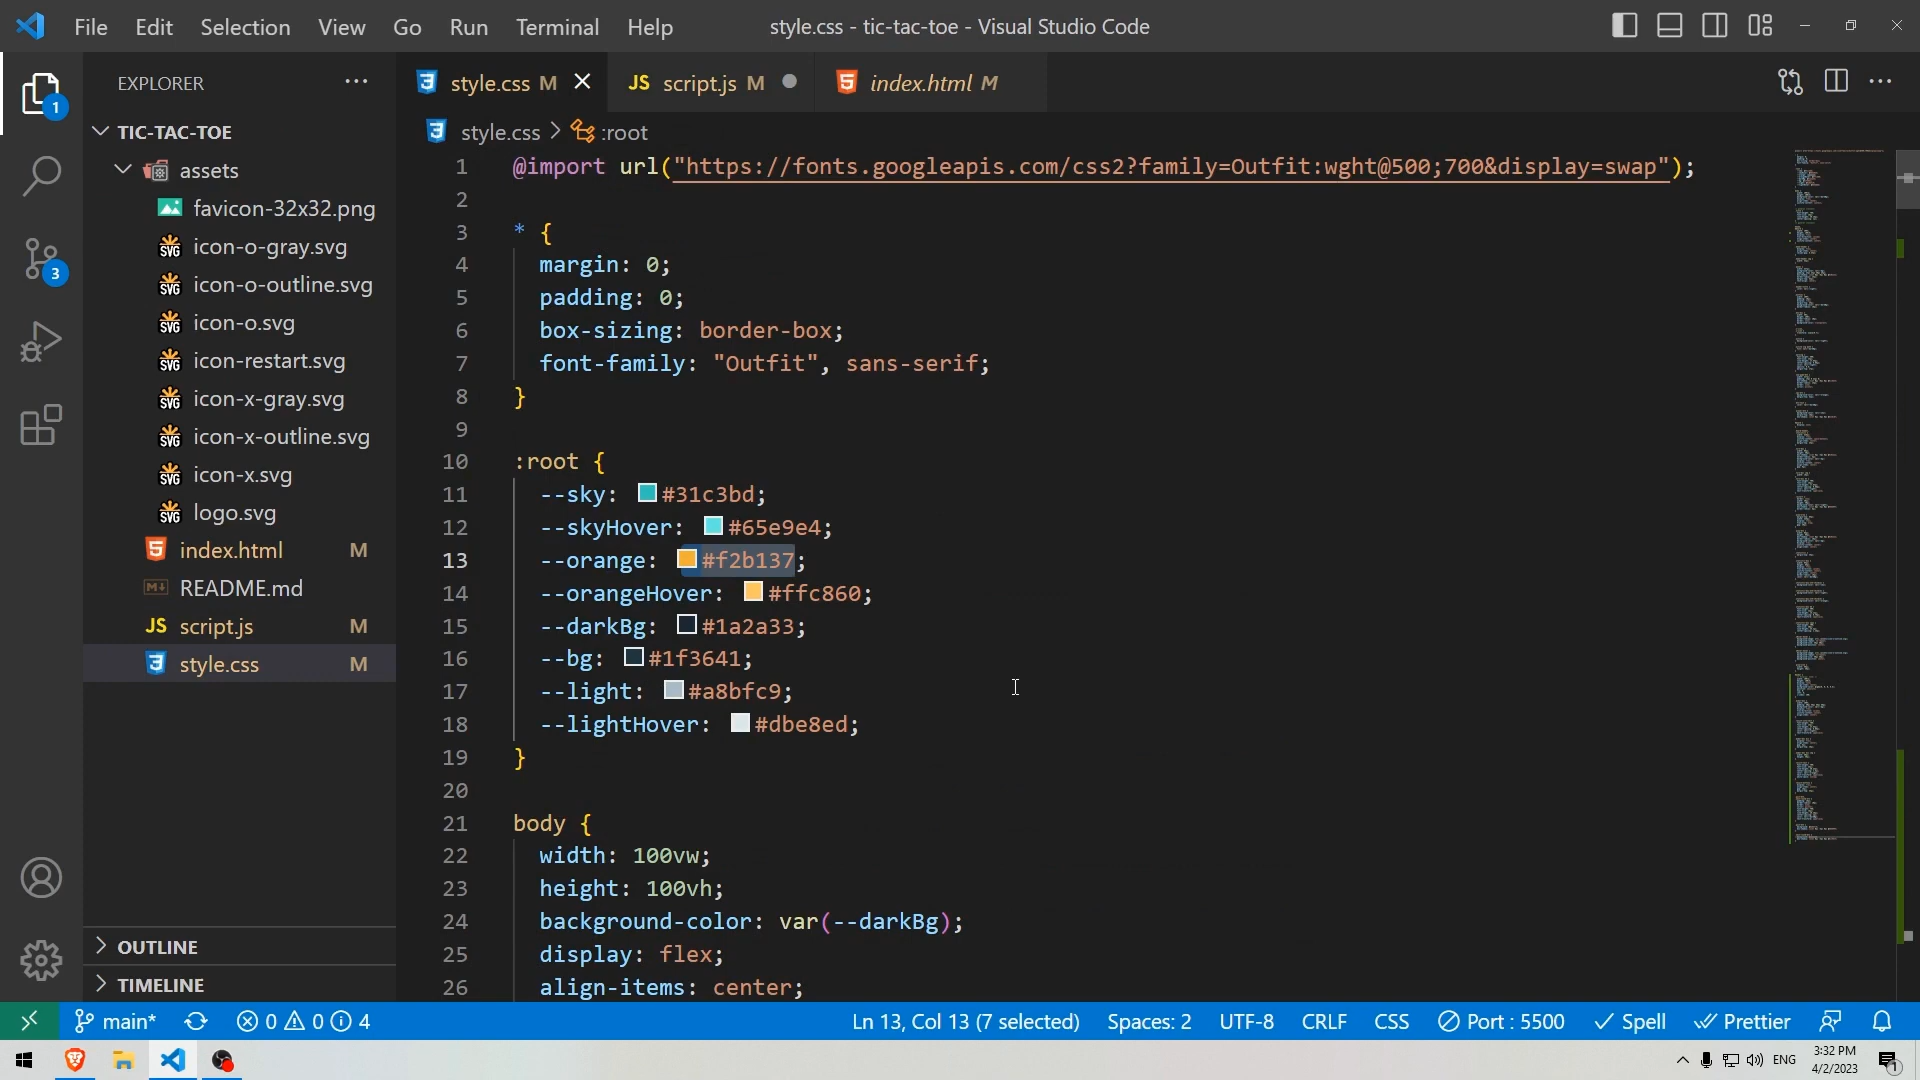 File Edit Selection View Go Run Terminal Help
style.css - tic-tac-toe - Visual Studio Code
EXPLORER
TIC-TAC-TOE
assets
favicon-32x32.png
icon-o-gray.svg
icon-o-outline.svg
icon-o.svg
icon-restart.svg
icon-x-gray.svg
icon-x-outline.svg
icon-x.svg
logo.svg
index.html M
README.md
script.js M
style.css M
OUTLINE
TIMELINE
1
3
style.css M
JS script.js M
index.html M
style.css > :root
1 @import url("https://fonts.googleapis.com/css2?family=Outfit:wght@500;700&display=swap");
2
3 * {
4 margin: 0;
5 padding: 0;
6 box-sizing: border-box;
7 font-family: "Outfit", sans-serif;
8 }
9
10 :root {
11 --sky: #31c3bd;
12 --skyHover: #65e9e4;
13 --orange: #f2b137;
14 --orangeHover: #ffc860;
15 --darkBg: #1a2a33;
16 --bg: #1f3641;
17 --light: #a8bfc9;
18 --lightHover: #dbe8ed;
19 }
20
21 body {
22 width: 100vw;
23 height: 100vh;
24 background-color: var(--darkBg);
25 display: flex;
26 align-items: center;
main* 0 0 4 Ln 13, Col 13 (7 selected) Spaces: 2 UTF-8 CRLF CSS Port : 5500 Spell Prettier
ENG
3:32 PM
4/2/2023
1